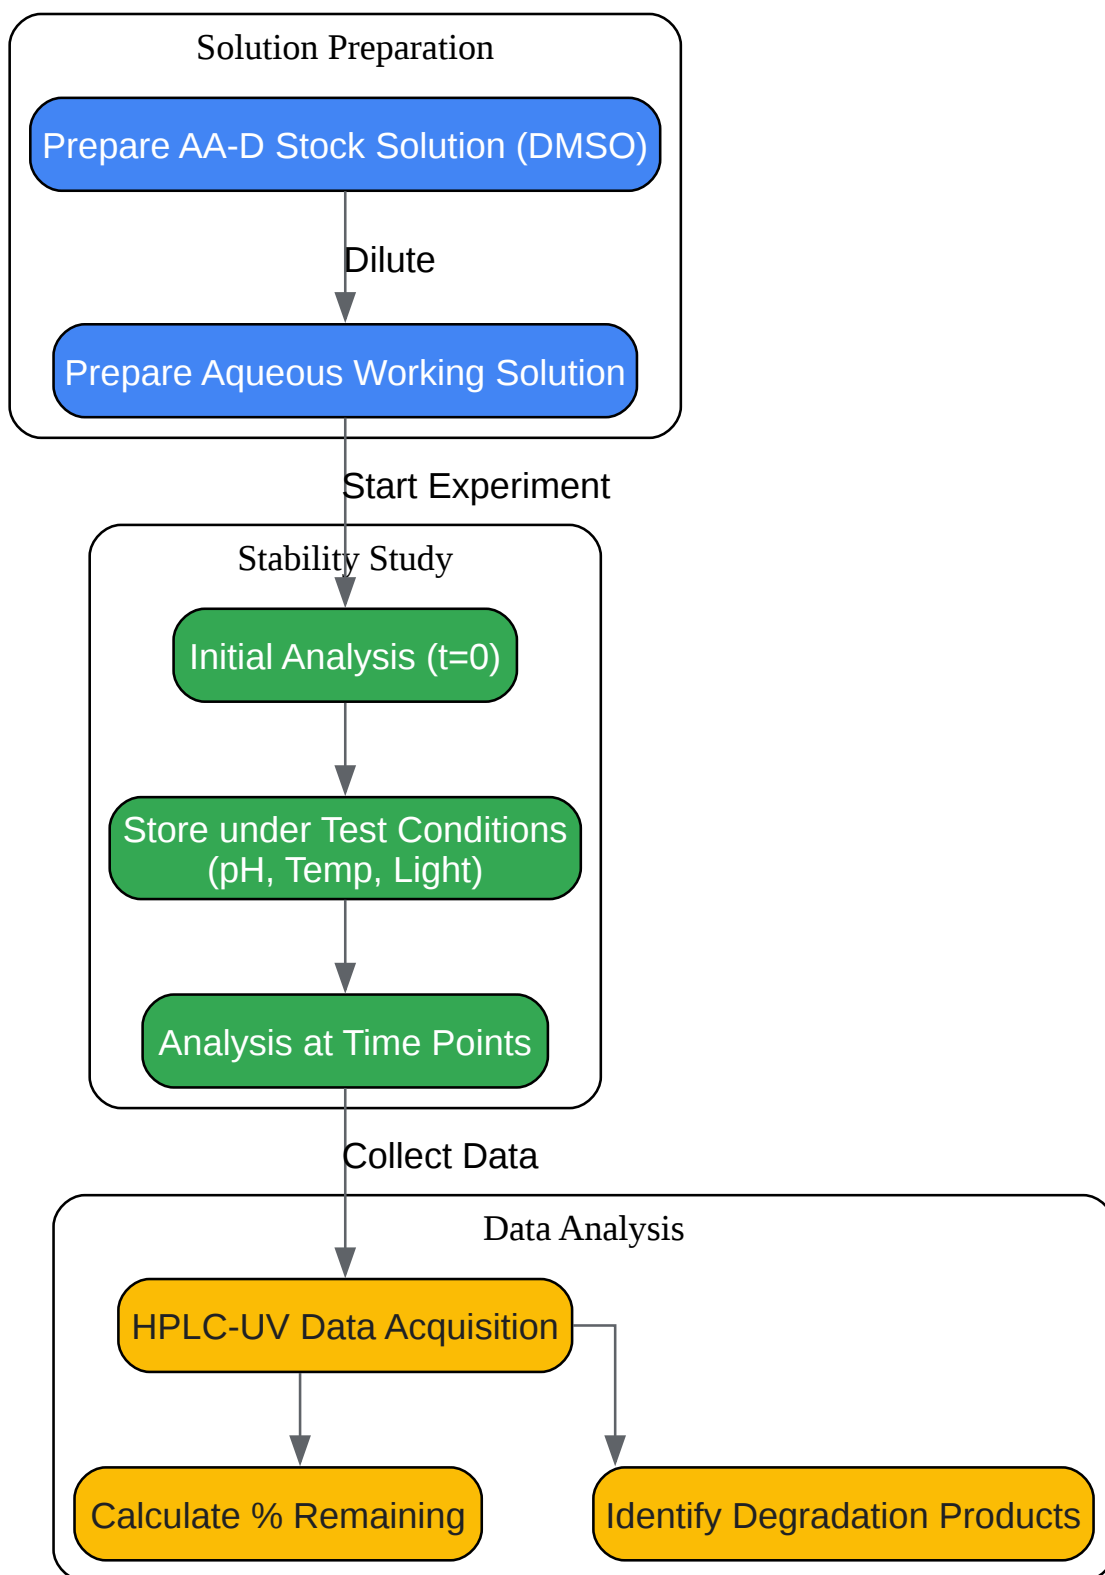 Solution Preparation
Prepare AA-D Stock Solution (DMSO)
Dilute
Prepare Aqueous Working Solution
Start Experiment
Stability Study
Initial Analysis (t=0)
Store under Test Conditions
(pH, Temp, Light)
Analysis at Time Points
Collect Data
Data Analysis
HPLC-UV Data Acquisition
Calculate % Remaining
Identify Degradation Products